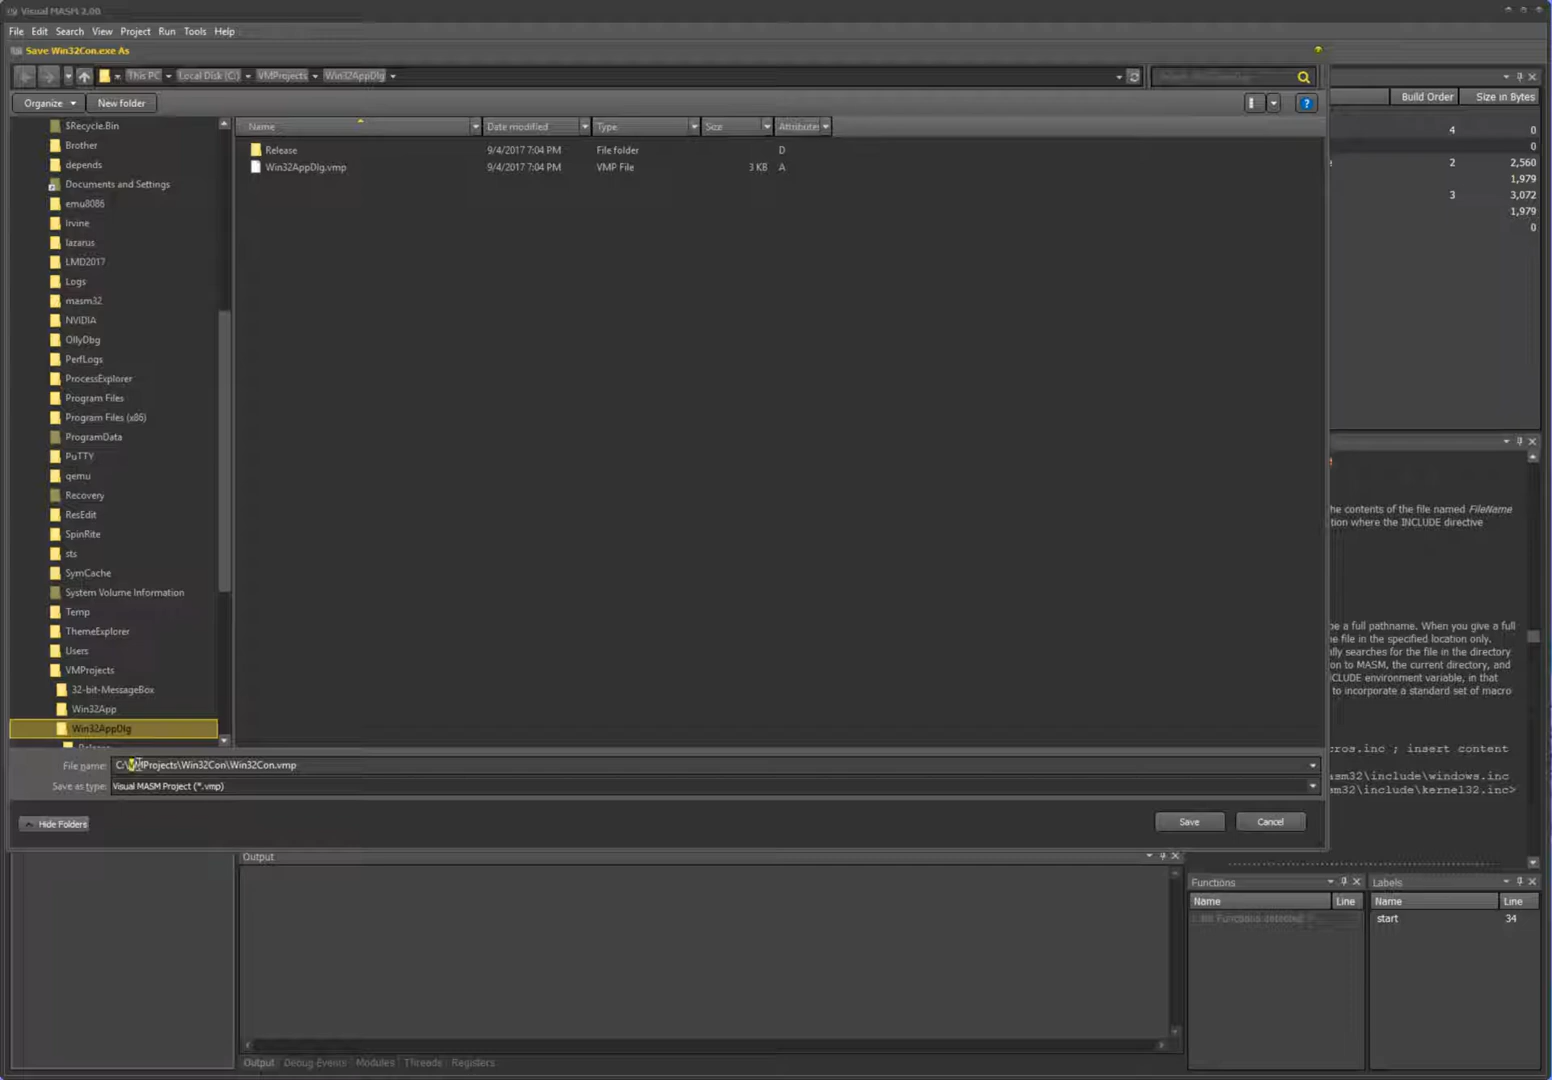 Visual MASM 2.00
File Edit Search View Project Run Tools Help
Save Win32Con.exe As
This PC Local Disk (C:) VMProjects Win32AppDlg
Organize New folder
Build Order Size in Bytes
Name Date modified Type Size Attributes
$Recycle.Bin
4 0
Brother
0
Release 9/4/2017 7:04 PM File folder D
depends
2 2,560
Win32AppDlg.vmp 9/4/2017 7:04 PM VMP File 3 KB A
Documents and Settings
1,979
emu8086
3 3,072
Irvine
1,979
lazarus
0
LMD2017
Logs
masm32
NVIDIA
OllyDbg
PerfLogs
ProcessExplorer
Program Files
Program Files (x86)
ProgramData
PuTTY
qemu
Recovery
ResEdit
he contents of the file named FileName
tion where the INCLUDE directive
SpinRite
sts
SymCache
System Volume Information
Temp
ThemeExplorer
be a full pathname. When you give a full
e file in the specified location only.
Users
lly searches for the file in the directory
VMProjects
on to MASM, the current directory, and
CLUDE environment variable, in that
32-bit-MessageBox
to incorporate a standard set of macro
Win32App
Win32AppDlg
Release
cros.inc ; insert content
File name: C:\VMProjects\Win32Con\Win32Con.vmp
asm32\include\windows.inc
Save as type: Visual MASM Project (*.vmp)
sm32\include\kernel32.inc>
Hide Folders Save Cancel
Output
Functions Labels
Name Line Name Line
Functions detected start 34
Output Debug Events Modules Threads Registers